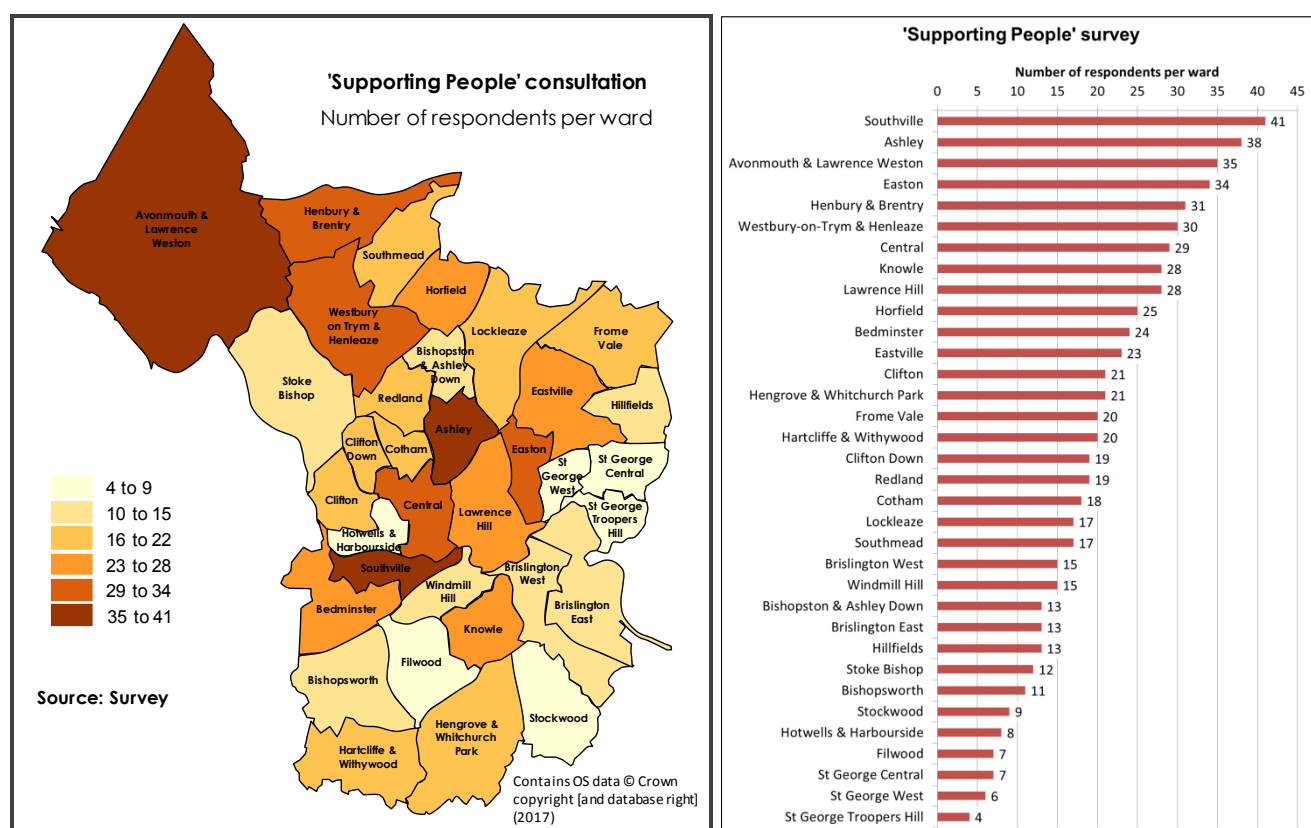 'Supporting People' consultation
Number of respondents per ward
Avonmouth &
Lawrence
Weston
Henbury &
Brentry
Southmead
Horfield
Westbury
on Trym &
Henleaze
Lockleaze
Frome
Vale
Bishopston
& Ashley
Down
Stoke
Bishop
Redland
Eastville
Hillfields
Ashley
Clifton
Down
Cotham
Easton
St
George
West
St George
Central
Clifton
Central
Lawrence
Hill
St George
Troopers
Hill
Hotwells &
Harbourside
Southville
Windmill
Hill
Brislington
West
Brislington
East
Bedminster
Knowle
Filwood
Bishopsworth
Stockwood
Hengrove &
Whitchurch
Park
Hartcliffe &
Withywood
4 to 9
10 to 15
16 to 22
23 to 28
29 to 34
35 to 41
Source: Survey
Contains OS data © Crown
copyright [and database right]
(2017)
'Supporting People' survey
Number of respondents per ward
0 5 10 15 20 25 30 35 40 45
Southville 41
Ashley 38
Avonmouth & Lawrence Weston 35
Easton 34
Henbury & Brentry 31
Westbury-on-Trym & Henleaze 30
Central 29
Knowle 28
Lawrence Hill 28
Horfield 25
Bedminster 24
Eastville 23
Clifton 21
Hengrove & Whitchurch Park 21
Frome Vale 20
Hartcliffe & Withywood 20
Clifton Down 19
Redland 19
Cotham 18
Lockleaze 17
Southmead 17
Brislington West 15
Windmill Hill 15
Bishopston & Ashley Down 13
Brislington East 13
Hillfields 13
Stoke Bishop 12
Bishopsworth 11
Stockwood 9
Hotwells & Harbourside 8
Filwood 7
St George Central 7
St George West 6
St George Troopers Hill 4